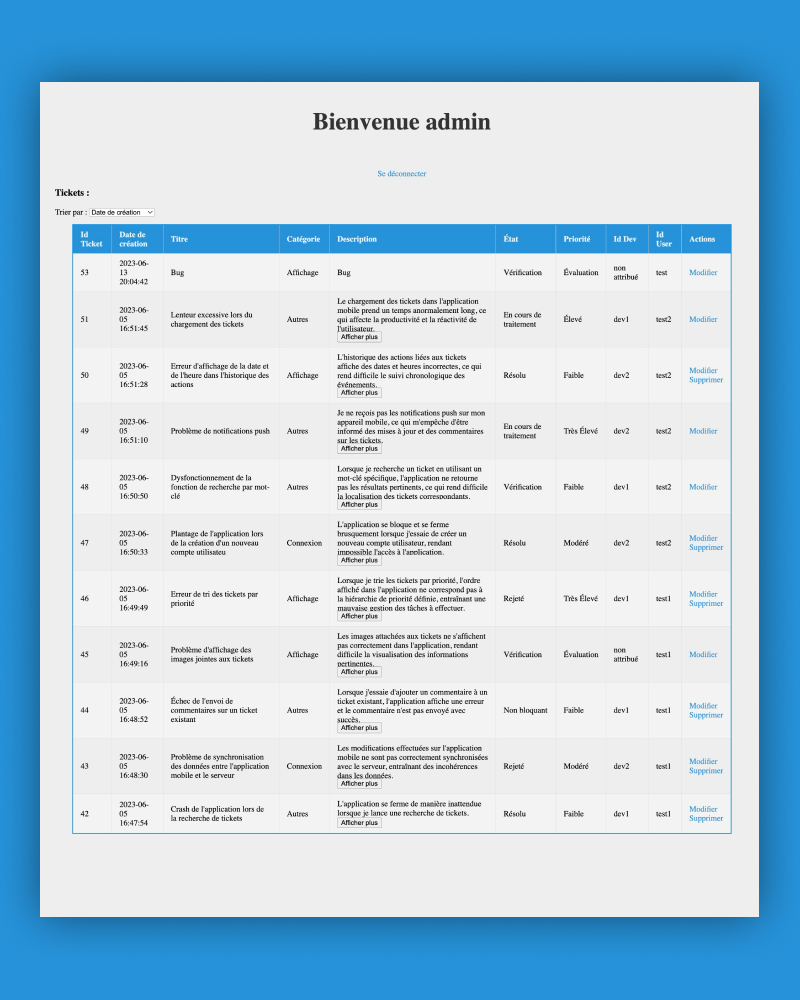 Bienvenue admin
Se déconnecter
Tickets :
Trier par : Date de création
Id Ticket Date de création Titre Catégorie Description État Priorité Id Dev Id User Actions
53 2023-06-13 20:04:42 Bug Affichage Bug Vérification Évaluation non attribué test Modifier
51 2023-06-05 16:51:45 Lenteur excessive lors du chargement des tickets Autres Le chargement des tickets dans l'application mobile prend un temps anormalement long, ce qui affecte la productivité et la réactivité de l'utilisateur. Afficher plus En cours de traitement Élevé dev1 test2 Modifier
50 2023-06-05 16:51:28 Erreur d'affichage de la date et de l'heure dans l'historique des actions Affichage L'historique des actions liées aux tickets affiche des dates et heures incorrectes, ce qui rend difficile le suivi chronologique des événements. Afficher plus Résolu Faible dev2 test2 Modifier Supprimer
49 2023-06-05 16:51:10 Problème de notifications push Autres Je ne reçois pas les notifications push sur mon appareil mobile, ce qui m'empêche d'être informé des mises à jour et des commentaires sur les tickets. Afficher plus En cours de traitement Très Élevé dev2 test2 Modifier
48 2023-06-05 16:50:50 Dysfonctionnement de la fonction de recherche par mot-clé Autres Lorsque je recherche un ticket en utilisant un mot-clé spécifique, l'application ne retourne pas les résultats pertinents, ce qui rend difficile la localisation des tickets correspondants. Afficher plus Vérification Faible dev1 test2 Modifier
47 2023-06-05 16:50:33 Plantage de l'application lors de la création d'un nouveau compte utilisateu Connexion L'application se bloque et se ferme brusquement lorsque j'essaie de créer un nouveau compte utilisateur, rendant impossible l'accès à l'application. Afficher plus Résolu Modéré dev2 test2 Modifier Supprimer
46 2023-06-05 16:49:49 Erreur de tri des tickets par priorité Affichage Lorsque je trie les tickets par priorité, l'ordre affiché dans l'application ne correspond pas à la hiérarchie de priorité définie, entraînant une mauvaise gestion des tâches à effectuer. Afficher plus Rejeté Très Élevé dev1 test1 Modifier Supprimer
45 2023-06-05 16:49:16 Problème d'affichage des images jointes aux tickets Affichage Les images attachées aux tickets ne s'affichent pas correctement dans l'application, rendant difficile la visualisation des informations pertinentes. Afficher plus Vérification Évaluation non attribué test1 Modifier
44 2023-06-05 16:48:52 Échec de l'envoi de commentaires sur un ticket existant Autres Lorsque j'essaie d'ajouter un commentaire à un ticket existant, l'application affiche une erreur et le commentaire n'est pas envoyé avec succès. Afficher plus Non bloquant Faible dev1 test1 Modifier Supprimer
43 2023-06-05 16:48:30 Problème de synchronisation des données entre l'application mobile et le serveur Connexion Les modifications effectuées sur l'application mobile ne sont pas correctement synchronisées avec le serveur, entraînant des incohérences dans les données. Afficher plus Rejeté Modéré dev2 test1 Modifier Supprimer
42 2023-06-05 16:47:54 Crash de l'application lors de la recherche de tickets Autres L'application se ferme de manière inattendue lorsque je lance une recherche de tickets. Afficher plus Résolu Faible dev1 test1 Modifier Supprimer